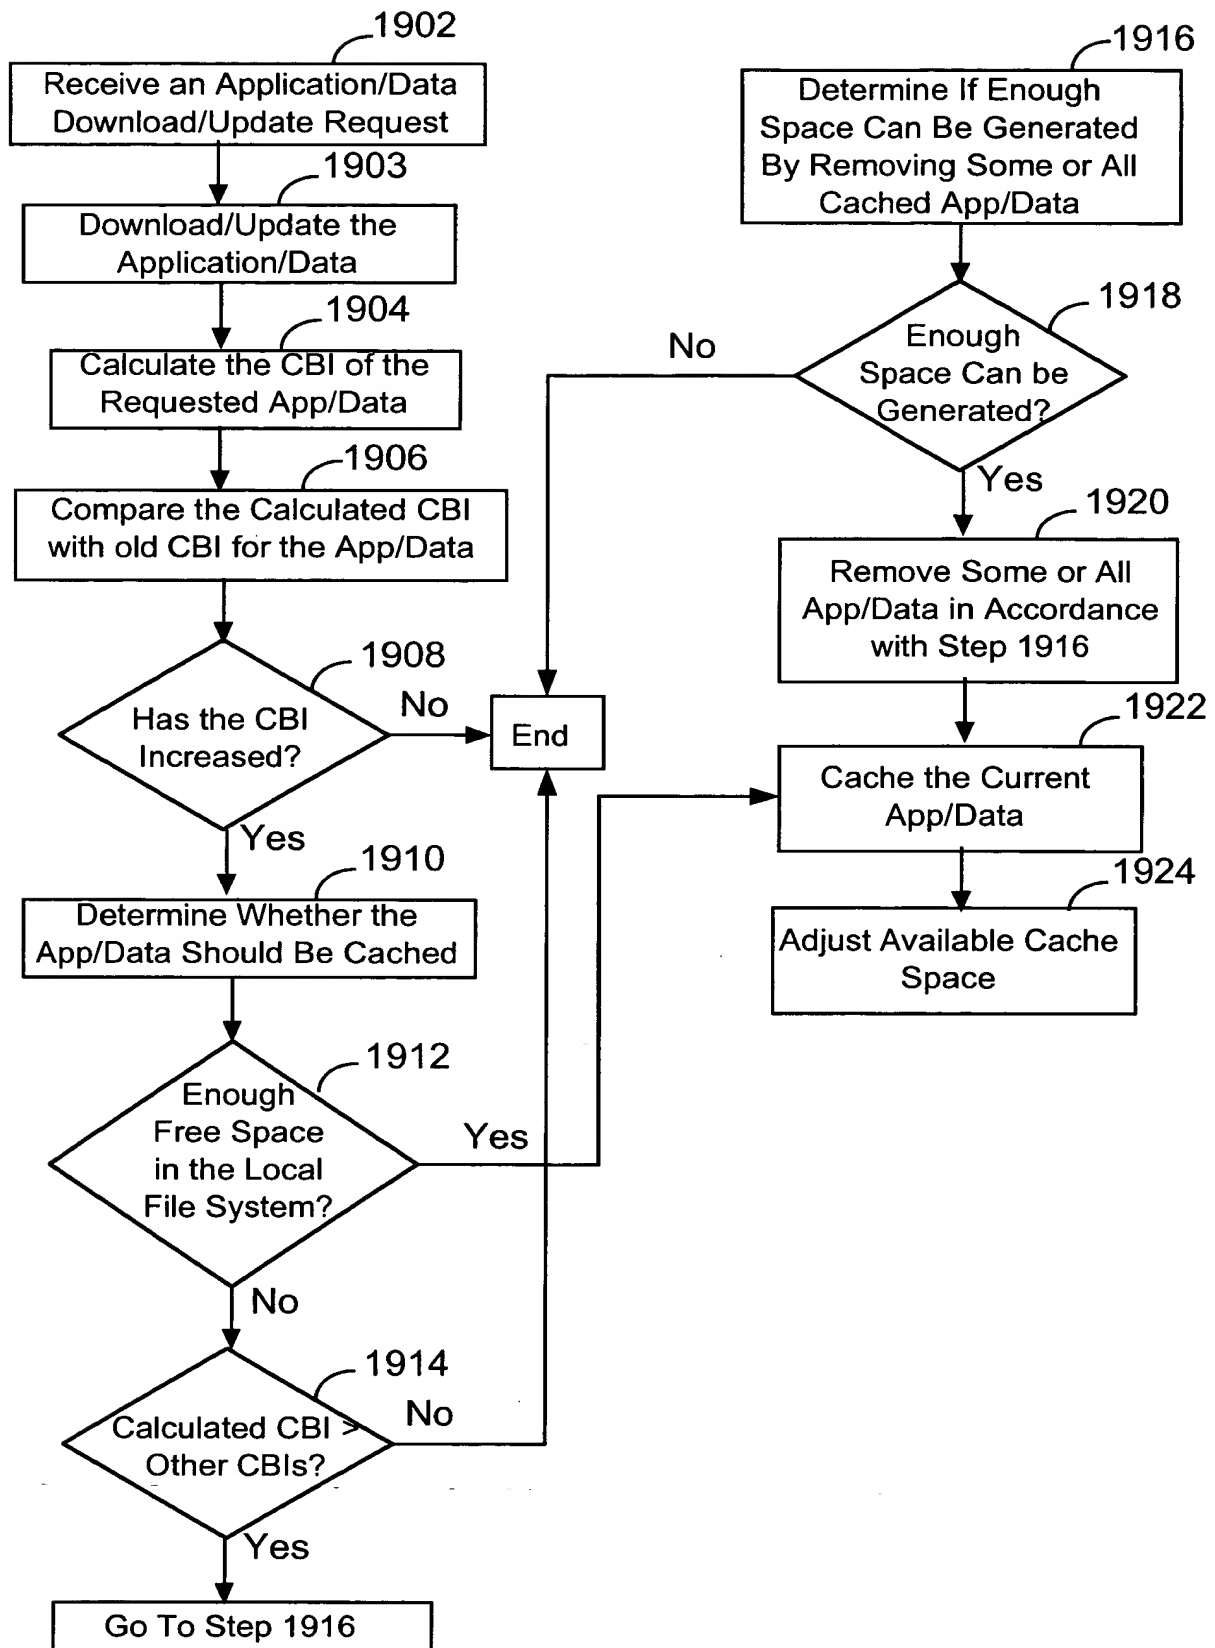 1902
Receive an Application/Data
Download/Update Request
1903
Download/Update the
Application/Data
1904
Calculate the CBI of the
Requested App/Data
1906
Compare the Calculated CBI
with old CBI for the App/Data
1908
Has the CBI
Increased?
No
End
Yes
1910
Determine Whether the
App/Data Should Be Cached
1912
Enough
Free Space
in the Local
File System?
Yes
No
1914
Calculated CBI >
Other CBIs?
No
Yes
Go To Step 1916
1916
Determine If Enough
Space Can Be Generated
By Removing Some or All
Cached App/Data
1918
Enough
Space Can be
Generated?
No
Yes
1920
Remove Some or All
App/Data in Accordance
with Step 1916
1922
Cache the Current
App/Data
1924
Adjust Available Cache
Space